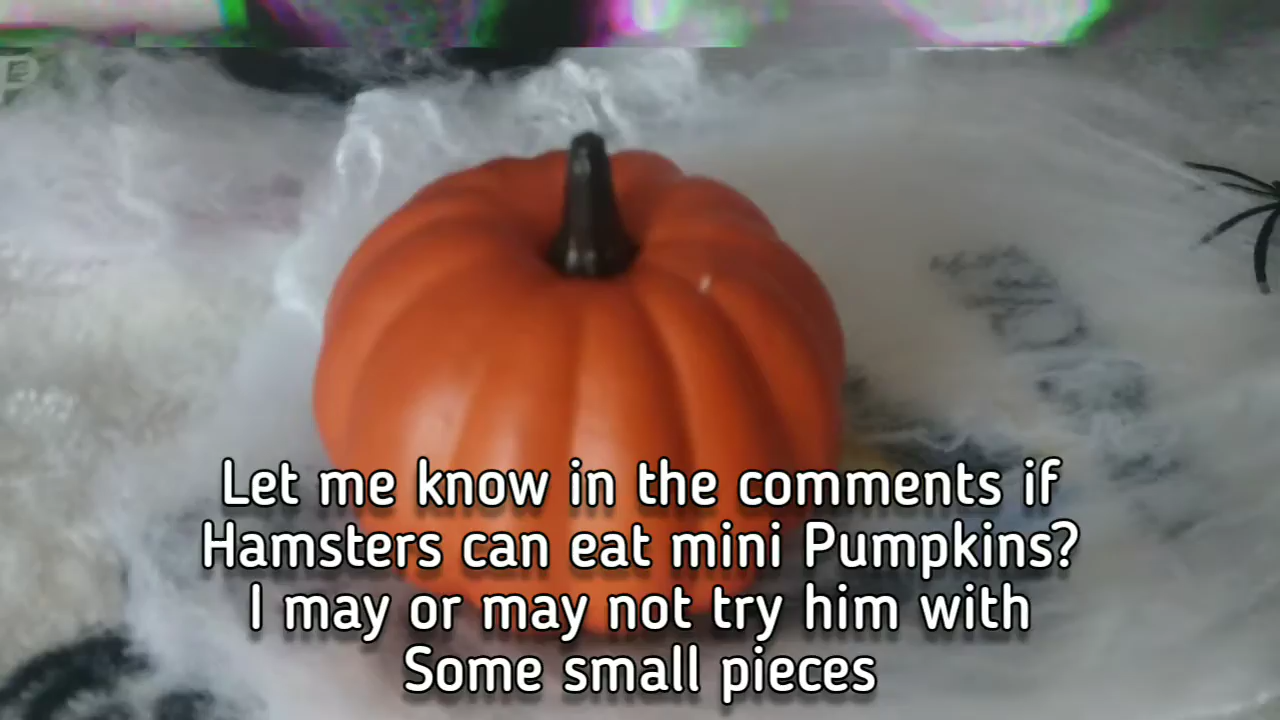 Let me know in the comments if
Hamsters can eat mini Pumpkins?
I may or may not try him with
Some small pieces